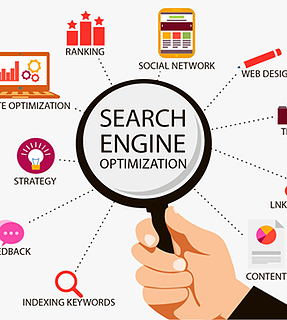 RANKING
SOCIAL NETWORK
WEB DESIG
TE OPTIMIZATION
SEARCH
ENGINE
OPTIMIZATION
T
STRATEGY
LNK
EDBACK
CONTENT
INDEXING KEYWORDS